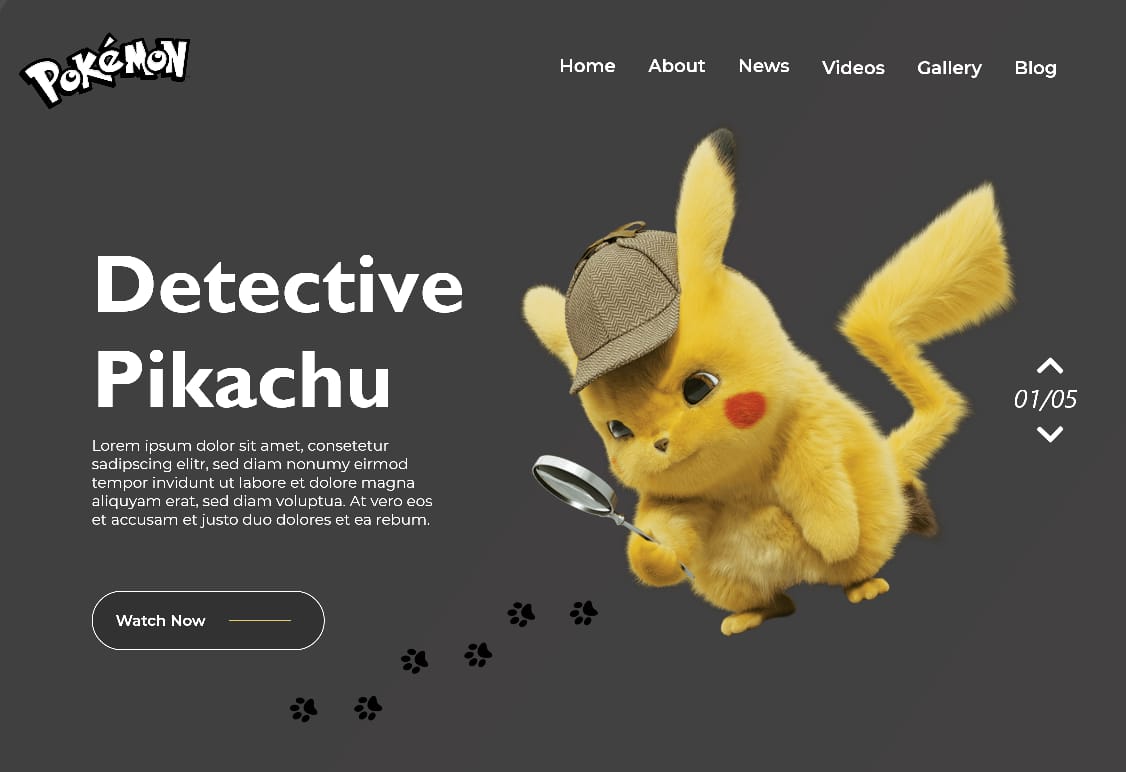 Pokémon
Home About News Videos Gallery Blog
Detective
Pikachu
Lorem ipsum dolor sit amet, consetetur
sadipscing elitr, sed diam nonumy eirmod
tempor invidunt ut labore et dolore magna
aliquyam erat, sed diam voluptua. At vero eos
et accusam et justo duo dolores et ea rebum.
01/05
Watch Now